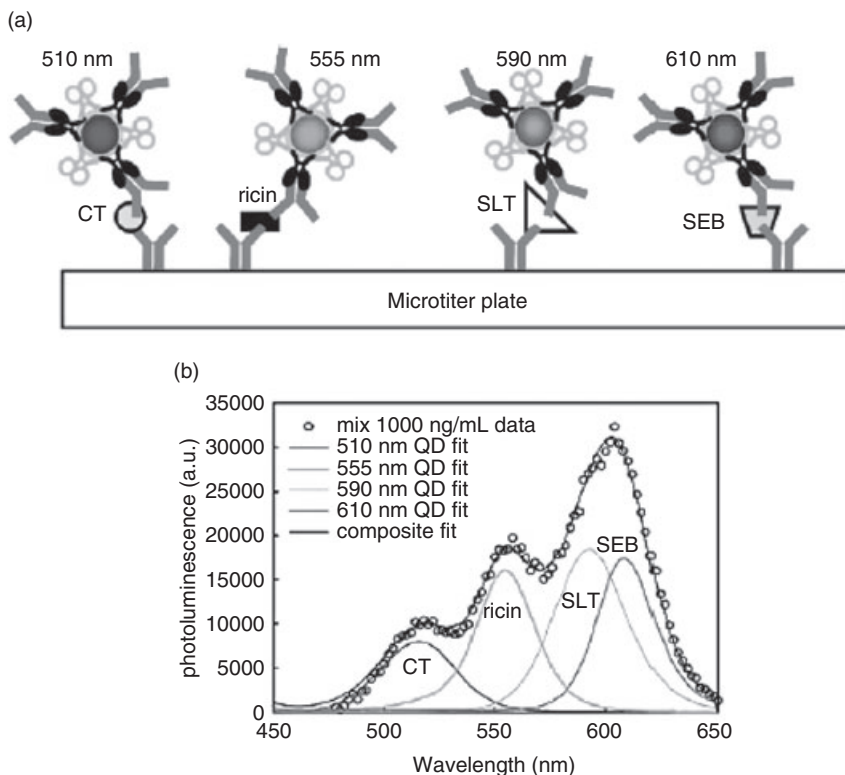 (a)
510 nm
555 nm
590 nm
610 nm
CT
ricin
SLT
SEB
Microtiter plate
(b)
35000
30000
25000
20000
15000
10000
5000
0
photoluminescence (a.u.)
mix 1000 ng/mL data
510 nm QD fit
555 nm QD fit
590 nm QD fit
610 nm QD fit
composite fit
CT
ricin
SLT
SEB
450
500
550
600
650
Wavelength (nm)